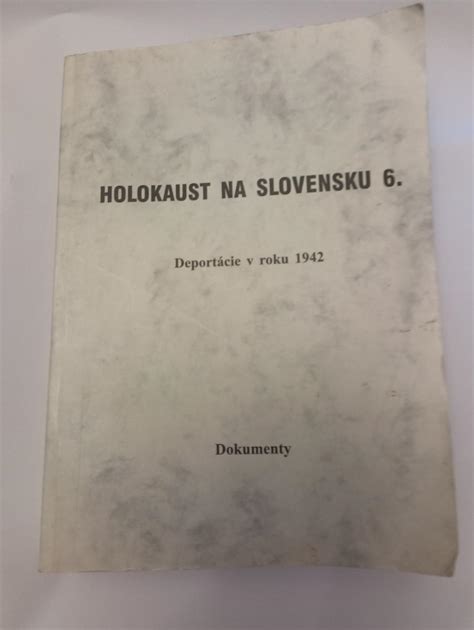 HOLOKAUST NA SLOVENSKU 6.
Deportácie v roku 1942
Dokumenty